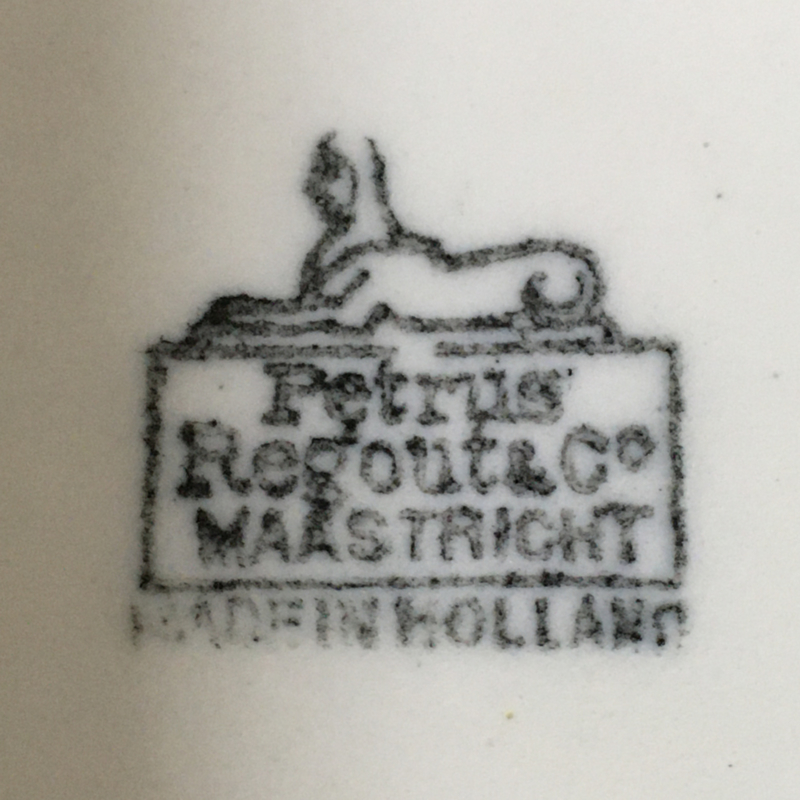 Petrus
Regout & Co
MAASTRICHT
MADE IN HOLLAND